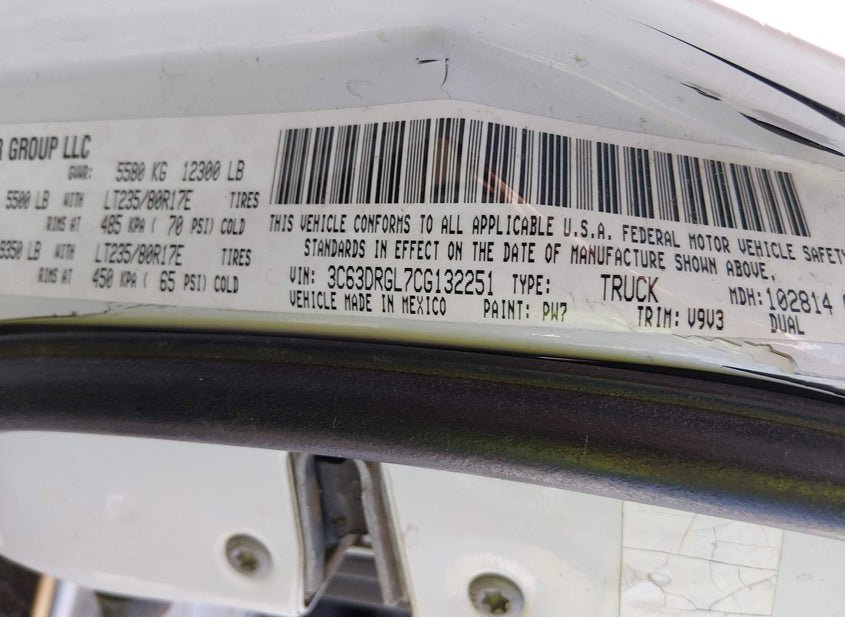 R GROUP LLC
GVWR: 5580 KG 12300 LB
5500 LB WITH LT235/80R17E TIRES
RIMS AT 485 KPA ( 70 PSI) COLD
9350 LB WITH LT235/80R17E TIRES
RIMS AT 450 KPA ( 65 PSI) COLD
THIS VEHICLE CONFORMS TO ALL APPLICABLE U.S.A. FEDERAL MOTOR VEHICLE SAFETY
STANDARDS IN EFFECT ON THE DATE OF MANUFACTURE SHOWN ABOVE,
VIN: 3C63DRGL7CG132251 TYPE: TRUCK MDH:102814
VEHICLE MADE IN MEXICO PAINT: PW7 TRIM: V9V3 DUAL